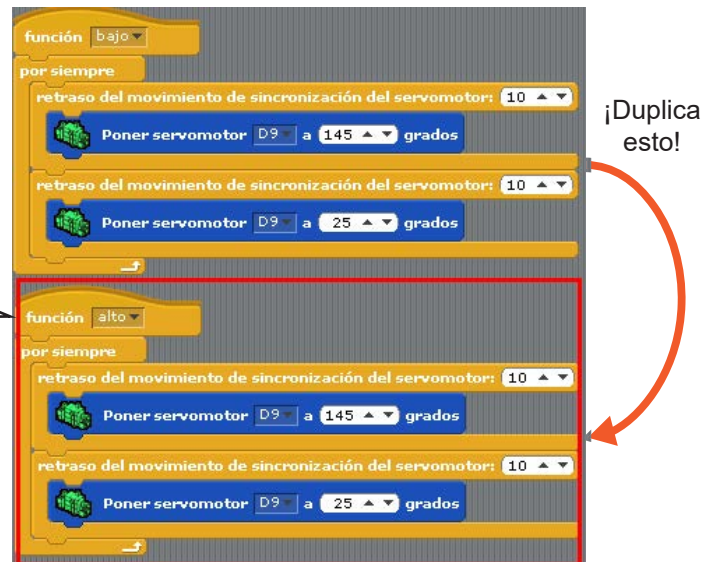 función bajo
por siempre
retraso del movimiento de sincronización del servomotor: 10
Poner servomotor D9 a 145 grados
retraso del movimiento de sincronización del servomotor: 10
Poner servomotor D9 a 25 grados
¡Duplica
esto!
función alto
por siempre
retraso del movimiento de sincronización del servomotor: 10
Poner servomotor D9 a 145 grados
retraso del movimiento de sincronización del servomotor: 10
Poner servomotor D9 a 25 grados